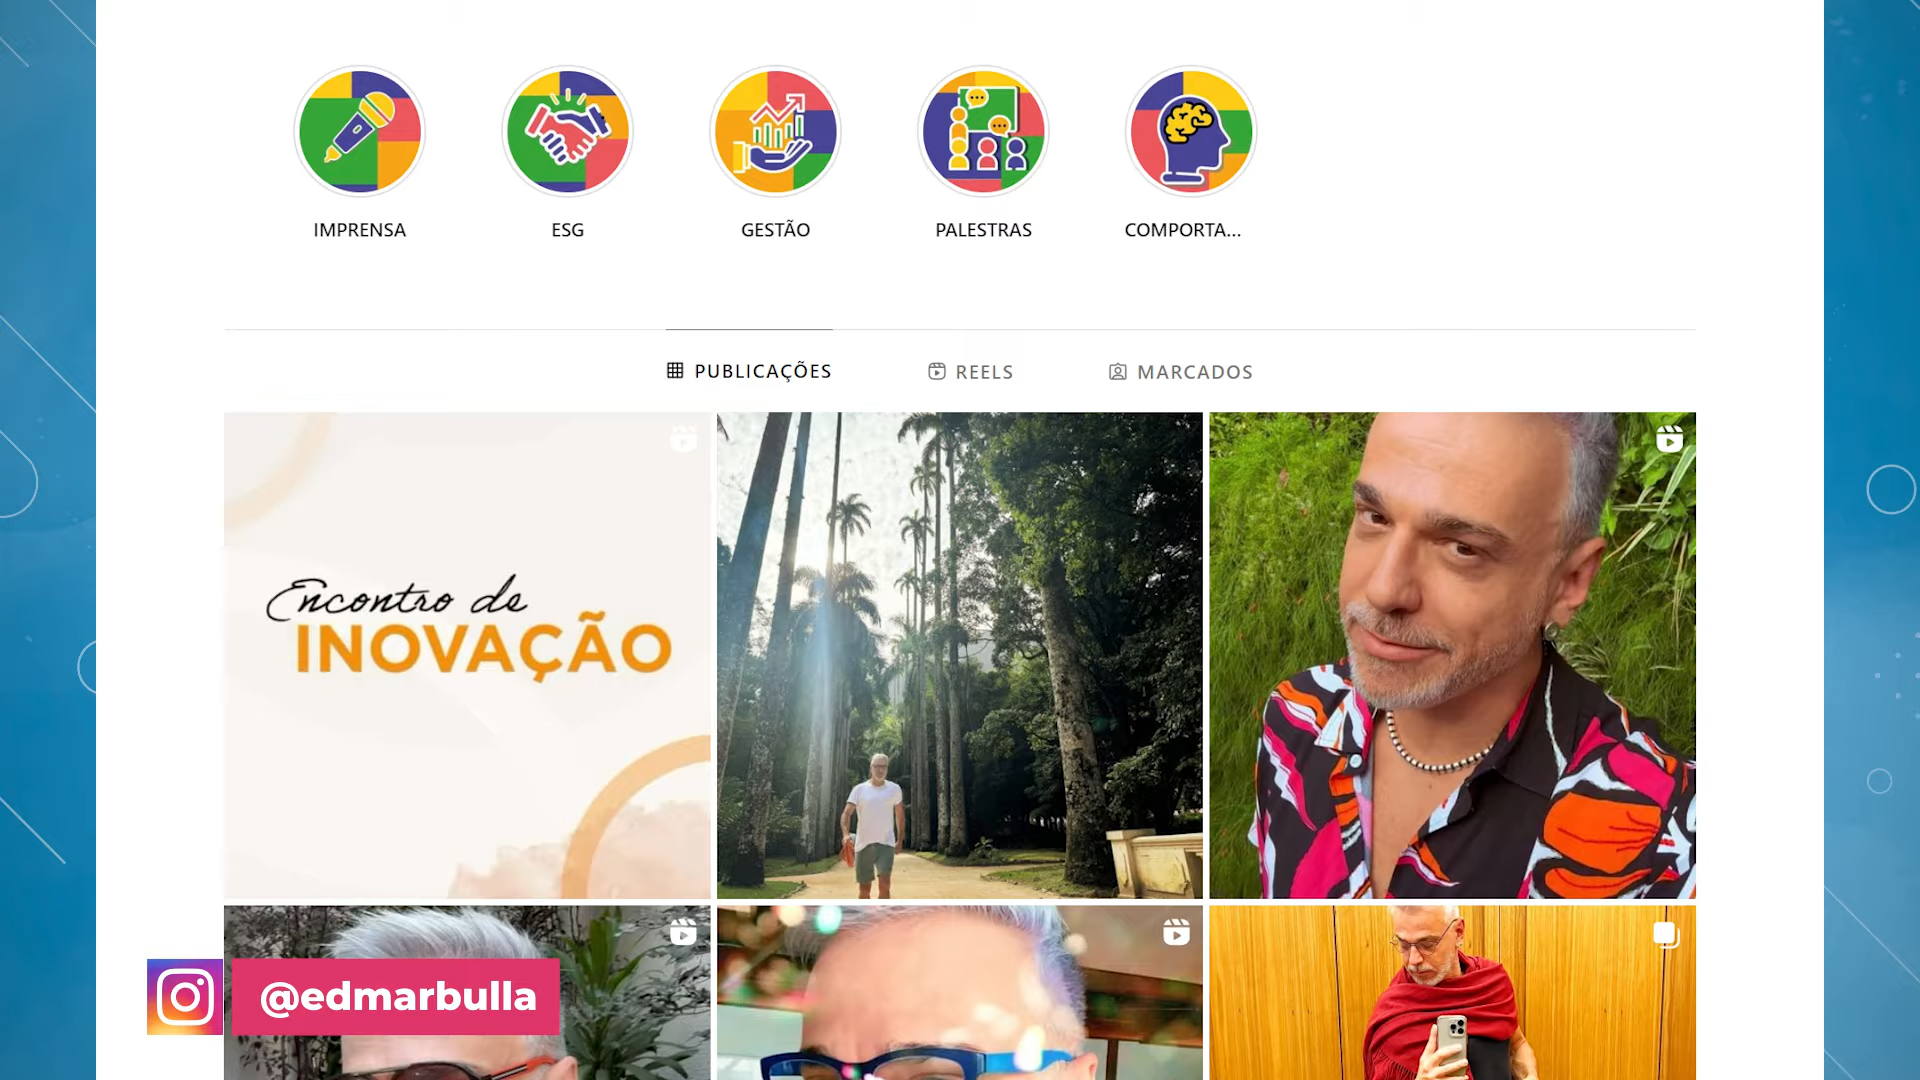 IMPRENSA
ESG
GESTÃO
PALESTRAS
COMPORTA...
PUBLICAÇÕES
REELS
MARCADOS
Encontro de
INOVAÇÃO
@edmarbulla